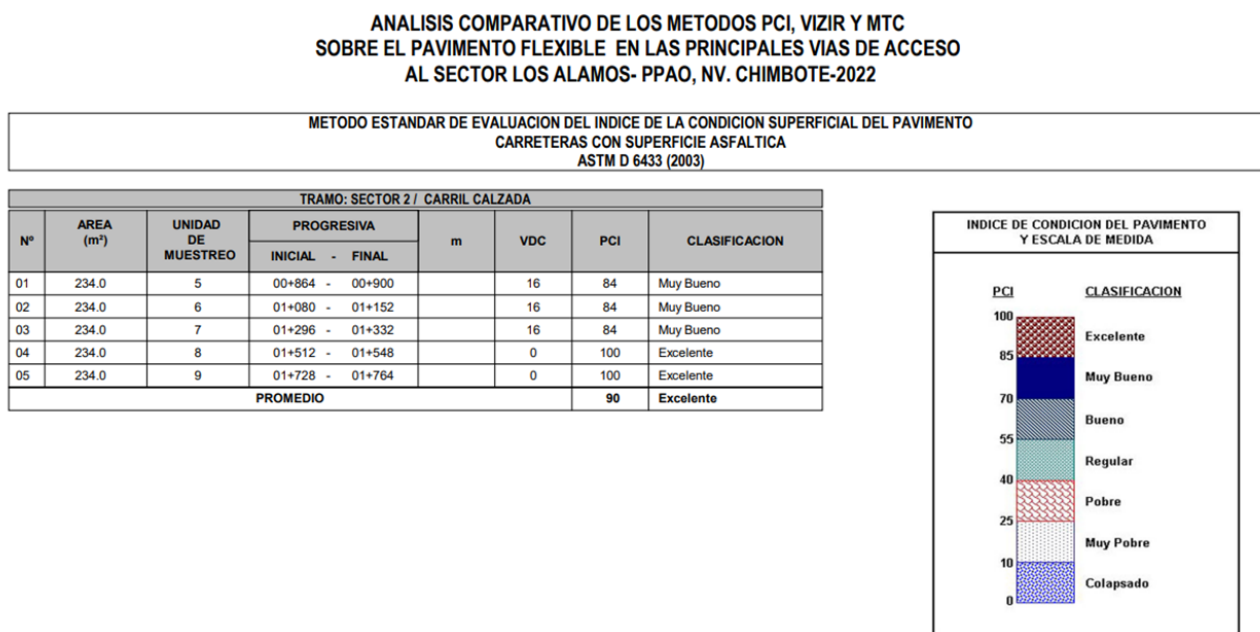 ANALISIS COMPARATIVO DE LOS METODOS PCI, VIZIR Y MTC
SOBRE EL PAVIMENTO FLEXIBLE EN LAS PRINCIPALES VIAS DE ACCESO
AL SECTOR LOS ALAMOS- PPAO, NV. CHIMBOTE-2022
METODO ESTANDAR DE EVALUACION DEL INDICE DE LA CONDICION SUPERFICIAL DEL PAVIMENTO
CARRETERAS CON SUPERFICIE ASFALTICA
ASTM D 6433 (2003)
TRAMO: SECTOR 2 / CARRIL CALZADA
Nº AREA (m²) UNIDAD DE MUESTREO PROGRESIVA m VDC PCI CLASIFICACION
INICIAL - FINAL
01 234.0 5 00+864 - 00+900 16 84 Muy Bueno
02 234.0 6 01+080 - 01+152 16 84 Muy Bueno
03 234.0 7 01+296 - 01+332 16 84 Muy Bueno
04 234.0 8 01+512 - 01+548 0 100 Excelente
05 234.0 9 01+728 - 01+764 0 100 Excelente
PROMEDIO 90 Excelente
INDICE DE CONDICION DEL PAVIMENTO
Y ESCALA DE MEDIDA
PCI CLASIFICACION
100
Excelente
85
Muy Bueno
70
Bueno
55
Regular
40
Pobre
25
Muy Pobre
10
Colapsado
0